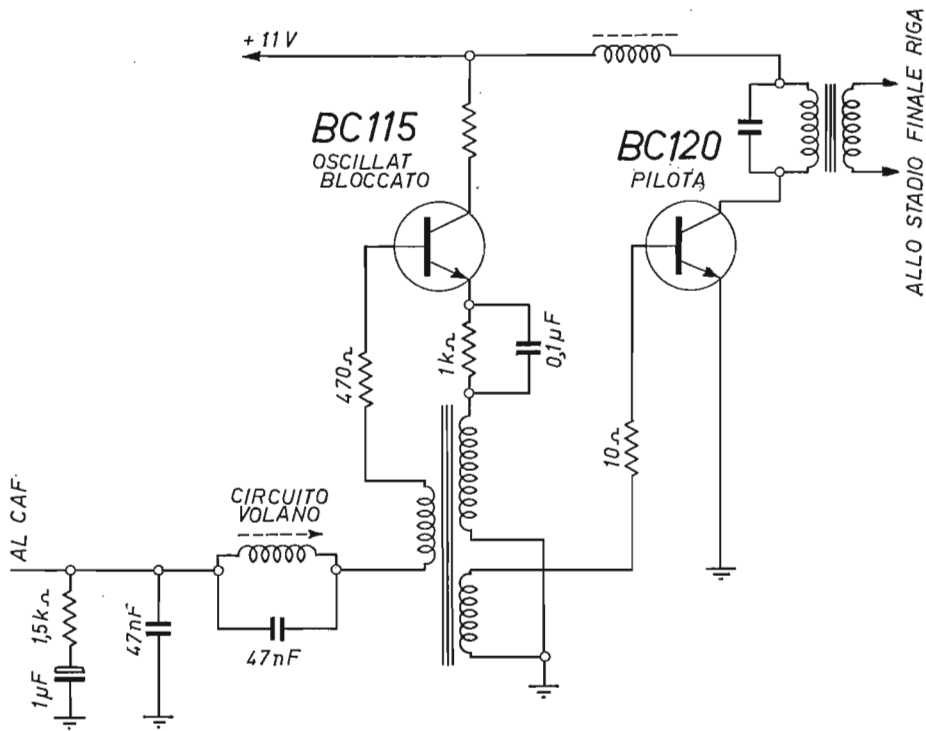 + 11 V
BC115
OSCILLAT
BLOCCATO
BC120
PILOTA
ALLO STADIO FINALE RIGA
470Ω
1kΩ
0,1µF
10Ω
AL CAF
CIRCUITO
VOLANO
1,5kΩ
1µF
47nF
47nF